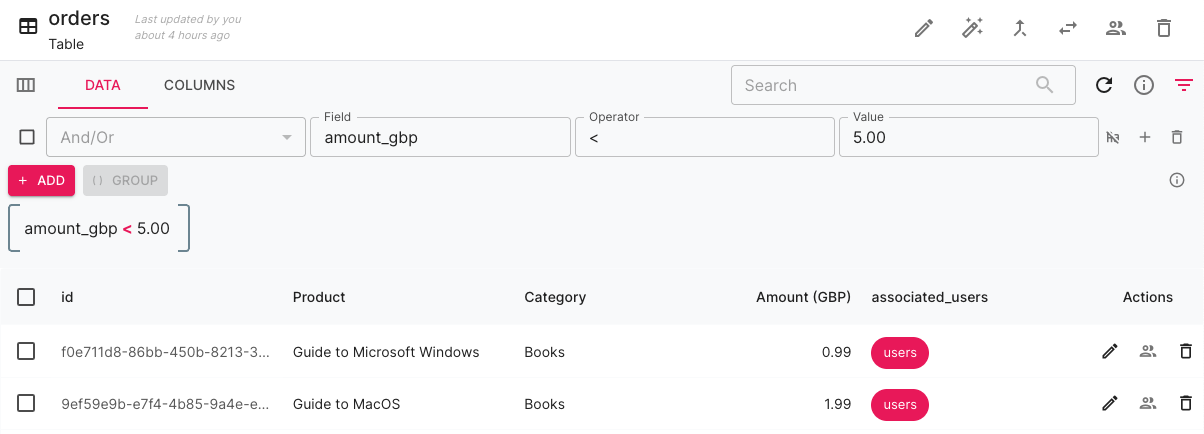 orders
Table
Last updated by you
about 4 hours ago
DATA
COLUMNS
Search
And/Or
Field
amount_gbp
Operator
<
Value
5.00
+ ADD
() GROUP
amount_gbp < 5.00
id Product Category Amount (GBP) associated_users Actions
f0e711d8-86bb-450b-8213-3... Guide to Microsoft Windows Books 0.99 users
9ef59e9b-e7f4-4b85-9a4e-e... Guide to MacOS Books 1.99 users